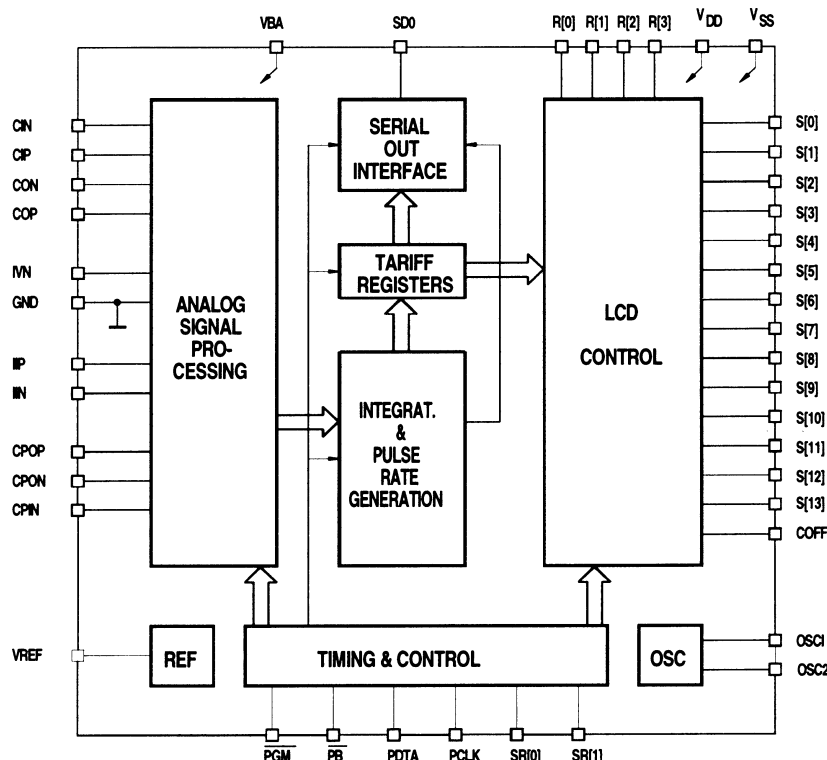 VBA
SD0
R[0]
R[1]
R[2]
R[3]
VDD
VSS
CIN
CIP
CON
COP
IVN
GND
IIP
IIN
CPOP
CPON
CPIN
VREF
ANALOG
SIGNAL
PRO-
CESSING
SERIAL
OUT
INTERFACE
TARIFF
REGISTERS
INTEGRAT.
&
PULSE
RATE
GENERATION
LCD
CONTROL
S[0]
S[1]
S[2]
S[3]
S[4]
S[5]
S[6]
S[7]
S[8]
S[9]
S[10]
S[11]
S[12]
S[13]
COFF
OSC1
OSC2
REF
TIMING & CONTROL
OSC
PGM
PB
PDTA
PCLK
SR[0]
SR[1]